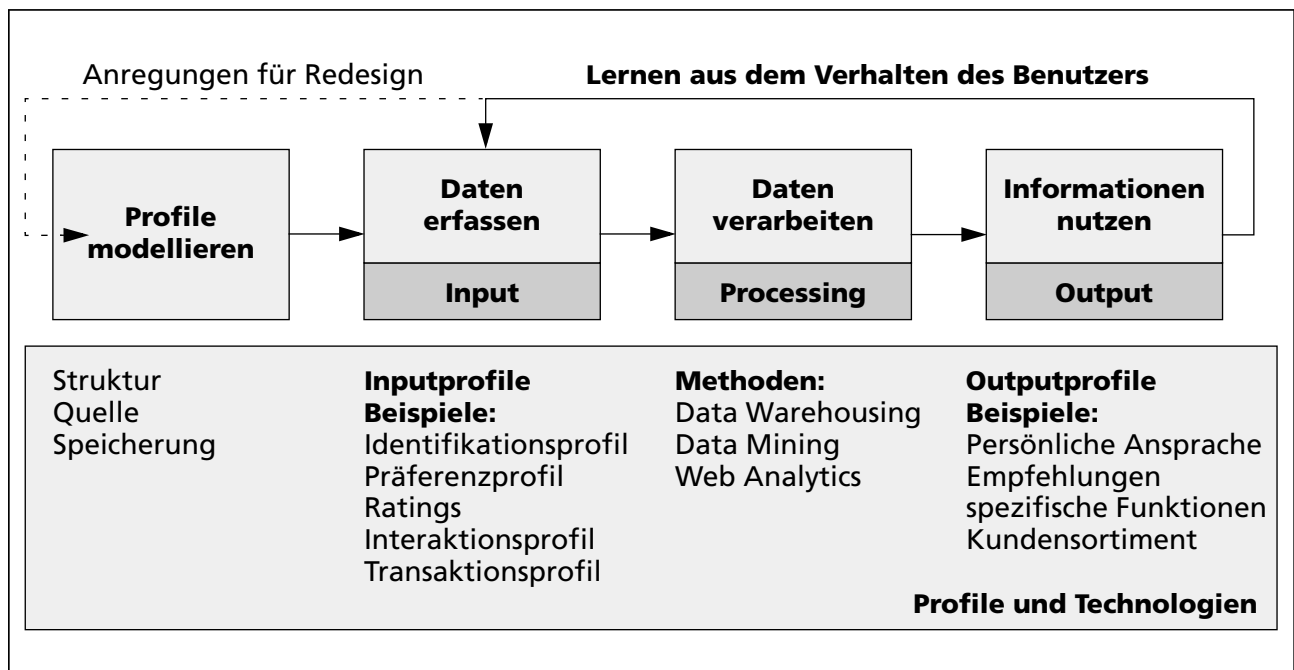 Anregungen für Redesign
Lernen aus dem Verhalten des Benutzers
Profile
modellieren
Daten
erfassen
Input
Daten
verarbeiten
Processing
Informationen
nutzen
Output
Struktur
Quelle
Speicherung
Inputprofile
Beispiele:
Identifikationsprofil
Präferenzprofil
Ratings
Interaktionsprofil
Transaktionsprofil
Methoden:
Data Warehousing
Data Mining
Web Analytics
Outputprofile
Beispiele:
Persönliche Ansprache
Empfehlungen
spezifische Funktionen
Kundensortiment
Profile und Technologien